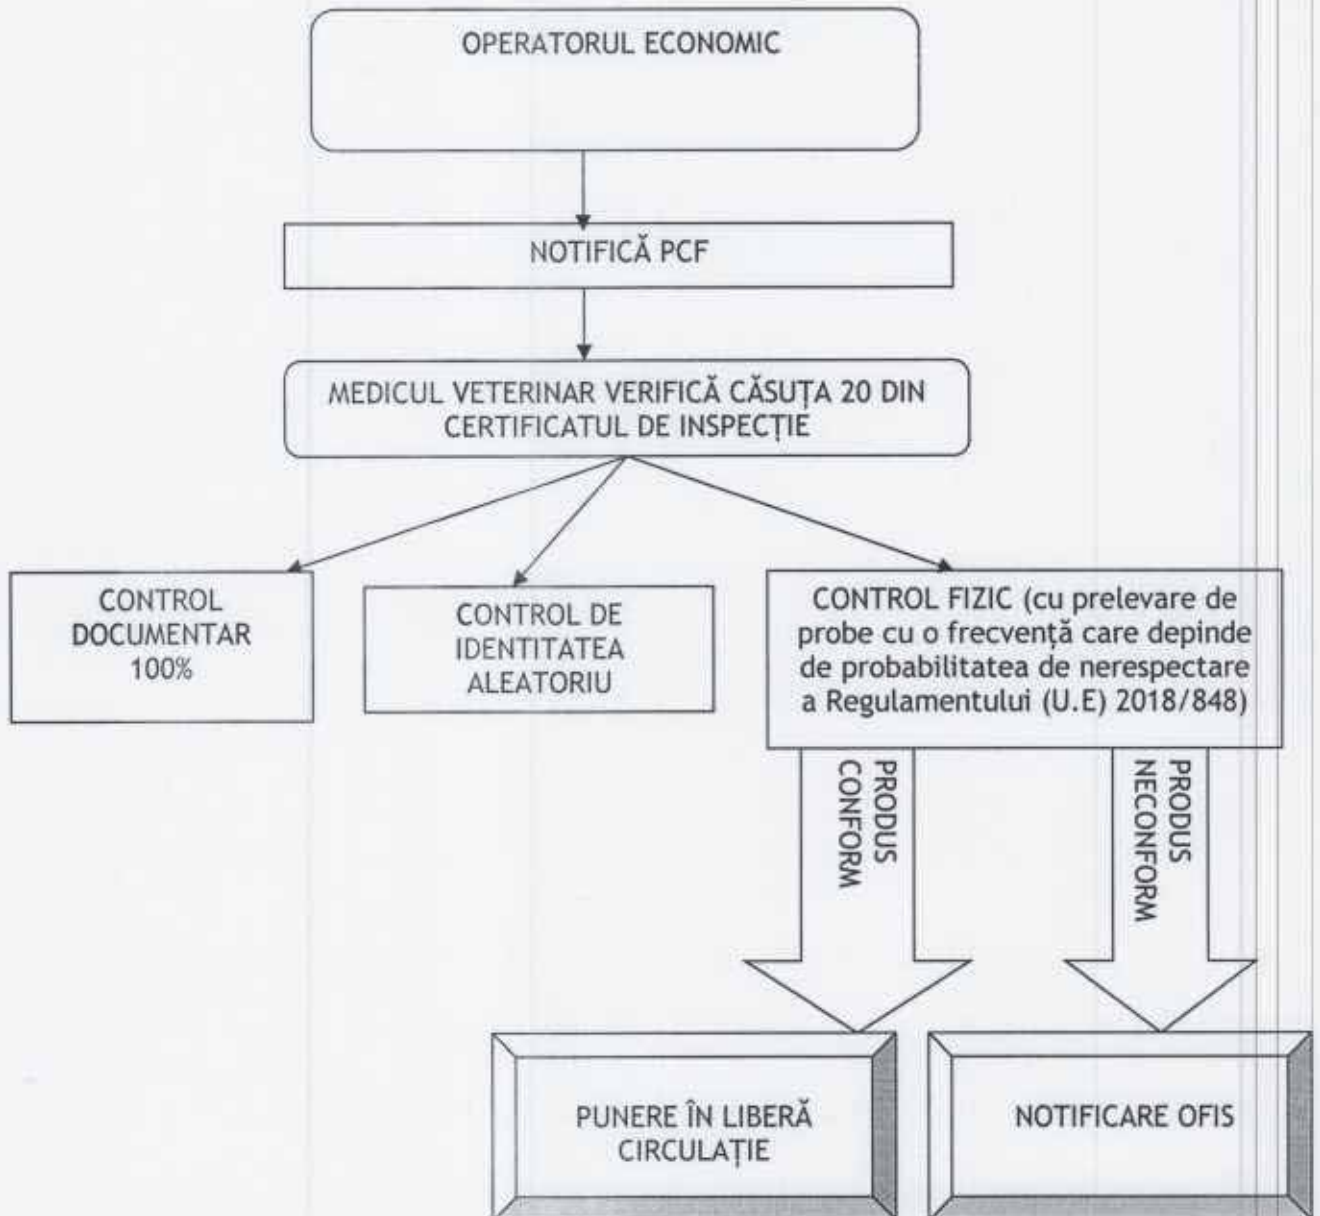 OPERATORUL ECONOMIC
NOTIFICĂ PCF
MEDICUL VETERINAR VERIFICĂ CĂSUȚA 20 DIN
CERTIFICATUL DE INSPECȚIE
CONTROL
DOCUMENTAR
100%
CONTROL DE
IDENTITATEA
ALEATORIU
CONTROL FIZIC (cu prelevare de
probe cu o frecvență care depinde
de probabilitatea de nerespectare
a Regulamentului (U.E) 2018/848)
PRODUS
CONFORM
PRODUS
NECONFORM
PUNERE ÎN LIBERĂ
CIRCULAȚIE
NOTIFICARE OFIS